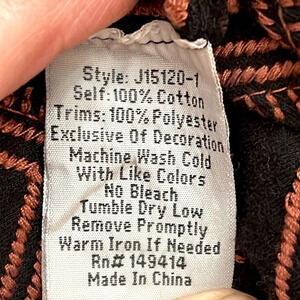 Style: J15120-1
Self:100% Cotton
Trims:100% Polyester
Exclusive Of Decoration
Machine Wash Cold
With Like Colors
No Bleach
Tumble Dry Low
Remove Promptly
Warm Iron If Needed
Rn# 149414
Made In China